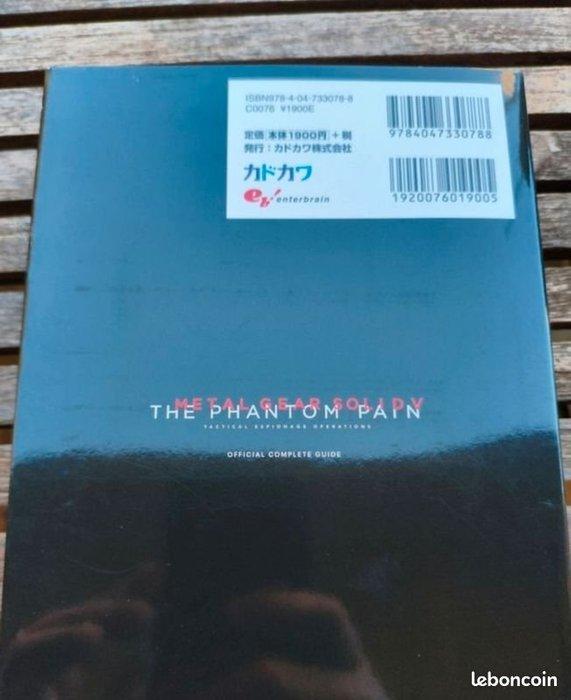 ISBN978-4-04-733078-8
C0076 ¥1900E
定価 本体1900円 +税
発行：カドカワ株式会社
カドカワ
eb! enterbrain
9784047330788
1920076019005
METAL GEAR SOLID V
THE PHANTOM PAIN
TACTICAL ESPIONAGE OPERATIONS
OFFICIAL COMPLETE GUIDE
leboncoin